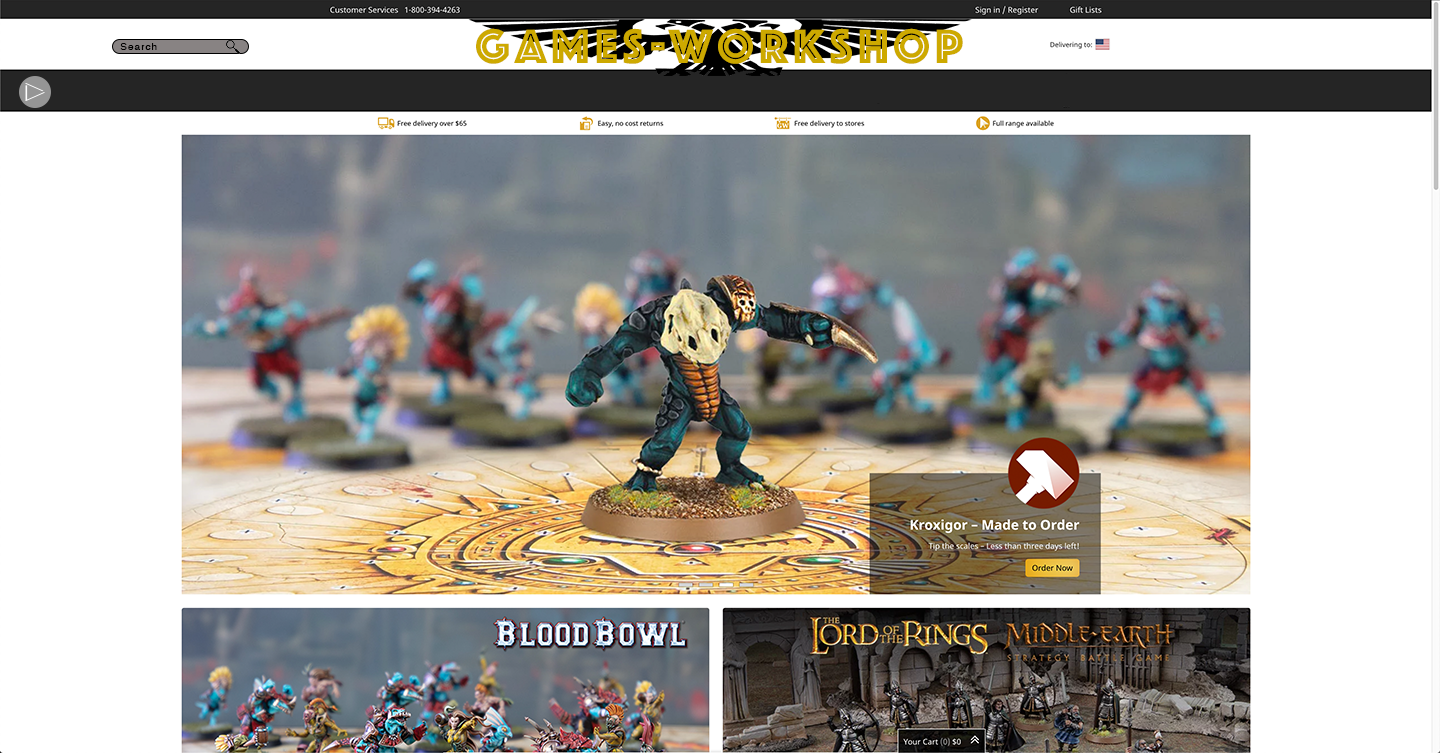 Customer Services 1-800-394-4263
Sign in / Register
Gift Lists
Search
GAMES-WORKSHOP
Delivering to:
Free delivery over $65
Easy, no cost returns
Free delivery to stores
Full range available
Kroxigor – Made to Order
Tip the scales – Less than three days left!
Order Now
BLOOD BOWL
THE
LORD OF THE RINGS
MIDDLE-EARTH
STRATEGY BATTLE GAME
Your Cart (0) $0